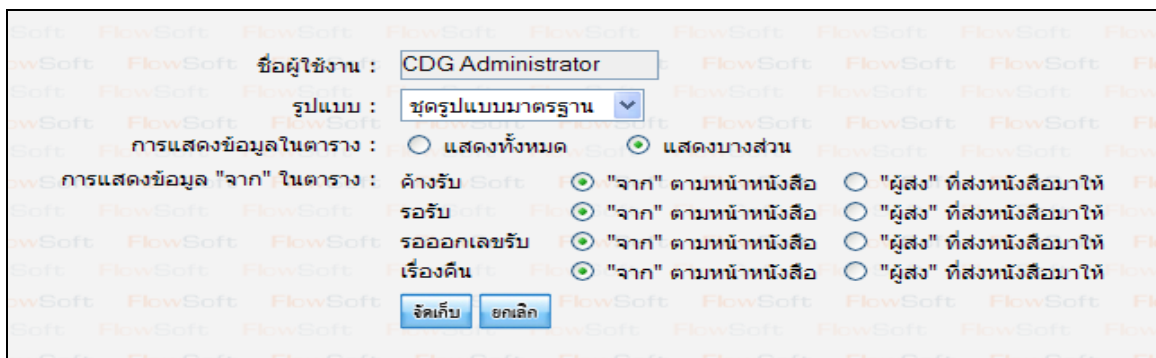 ชื่อผู้ใช้งาน : CDG Administrator
รูปแบบ : ชุดรูปแบบมาตรฐาน
การแสดงข้อมูลในตาราง : แสดงทั้งหมด แสดงบางส่วน
การแสดงข้อมูล "จาก" ในตาราง : ค้างรับ "จาก" ตามหน้าหนังสือ "ผู้ส่ง" ที่ส่งหนังสือมาให้
รอรับ "จาก" ตามหน้าหนังสือ "ผู้ส่ง" ที่ส่งหนังสือมาให้
รอออกเลขรับ "จาก" ตามหน้าหนังสือ "ผู้ส่ง" ที่ส่งหนังสือมาให้
เรื่องคืน "จาก" ตามหน้าหนังสือ "ผู้ส่ง" ที่ส่งหนังสือมาให้
จัดเก็บ ยกเลิก